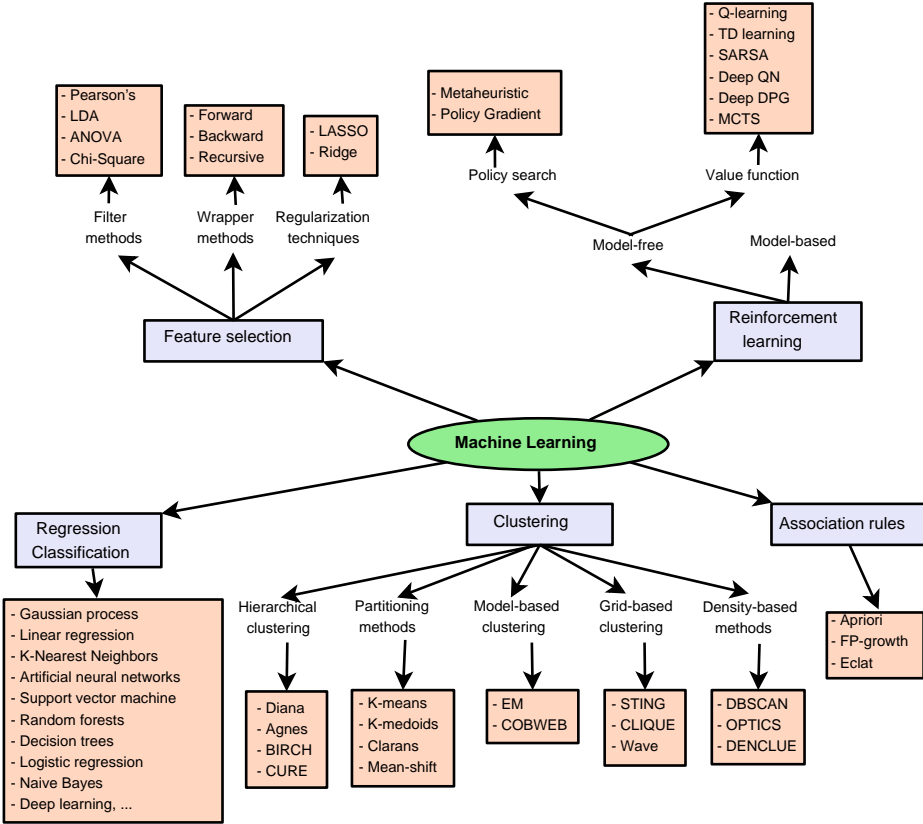 - Q-learning
- TD learning
- SARSA
- Deep QN
- Deep DPG
- MCTS
- Metaheuristic
- Policy Gradient
- Pearson's
- LDA
- ANOVA
- Chi-Square
- Forward
- Backward
- Recursive
- LASSO
- Ridge
Policy search
Value function
Filter
methods
Wrapper
methods
Regularization
techniques
Model-free
Model-based
Feature selection
Reinforcement
learning
Machine Learning
Regression
Classification
Clustering
Association rules
Hierarchical
clustering
Partitioning
methods
Model-based
clustering
Grid-based
clustering
Density-based
methods
- Gaussian process
- Linear regression
- K-Nearest Neighbors
- Artificial neural networks
- Support vector machine
- Random forests
- Decision trees
- Logistic regression
- Naive Bayes
- Deep learning, ...
- Diana
- Agnes
- BIRCH
- CURE
- K-means
- K-medoids
- Clarans
- Mean-shift
- EM
- COBWEB
- STING
- CLIQUE
- Wave
- DBSCAN
- OPTICS
- DENCLUE
- Apriori
- FP-growth
- Eclat